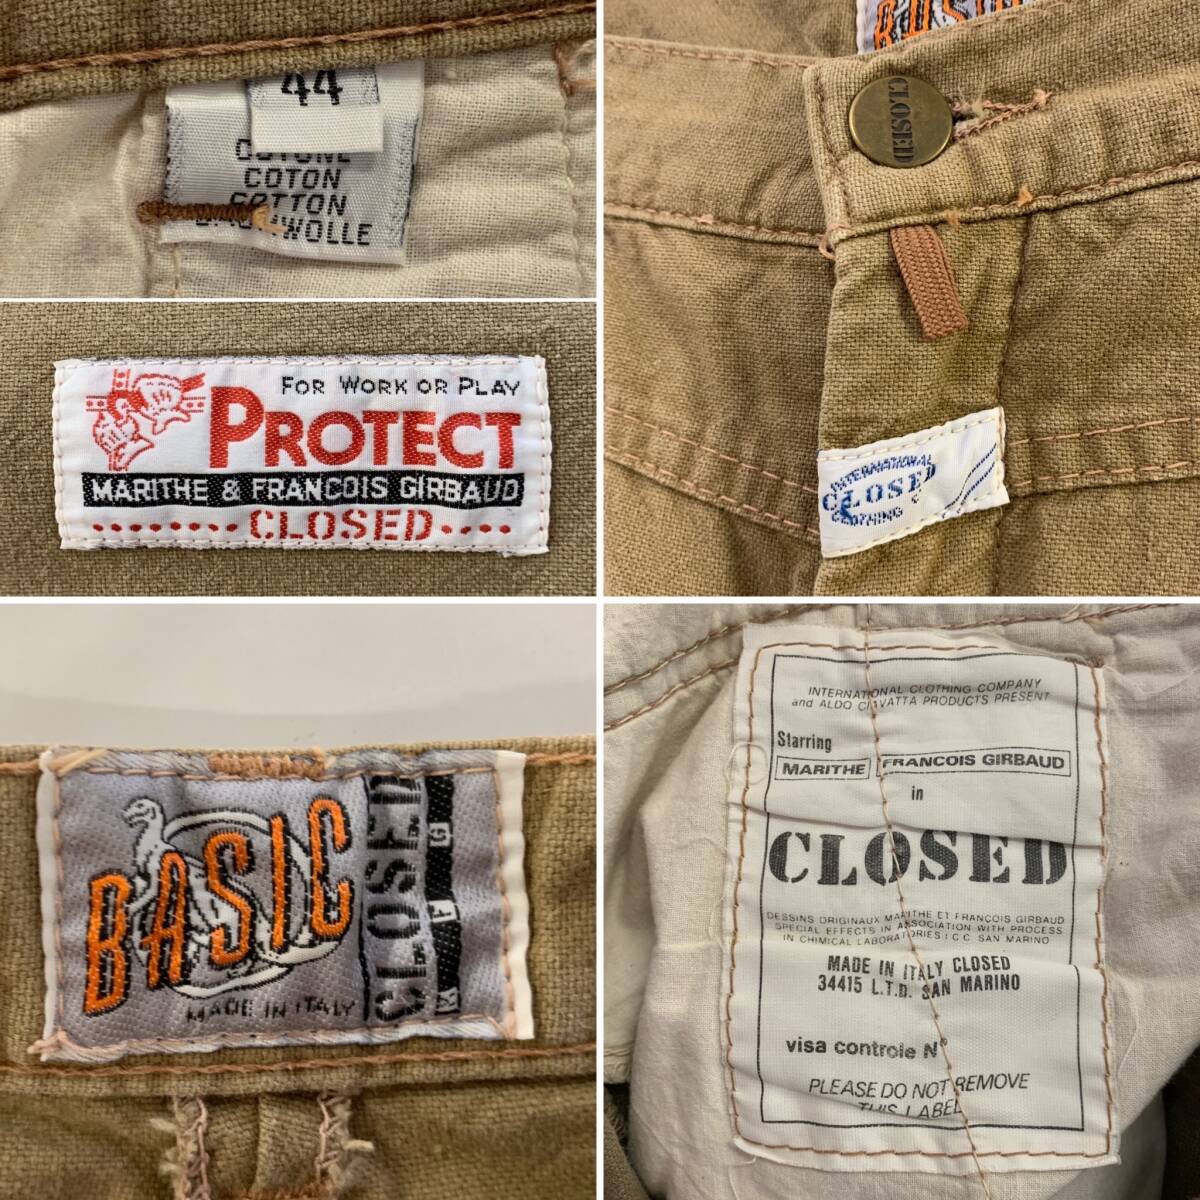 44
COTONE
COTON
COTTON
BAUMWOLLE
BASIC
CLOSED
INTERNATIONAL
CLOSED
CLOTHING
FOR WORK OR PLAY
PROTECT
MARITHE & FRANCOIS GIRBAUD
CLOSED
BASIC
MADE IN ITALY
CLOSED
INTERNATIONAL CLOTHING COMPANY
and ALDO CIAVATTA PRODUCTS PRESENT
Starring
MARITHE FRANCOIS GIRBAUD
in
CLOSED
DESSINS ORIGINAUX MARITHE ET FRANCOIS GIRBAUD
SPECIAL EFFECTS IN ASSOCIATION WITH PROCESS
IN CHIMICAL LABORATORIES I.C.C. SAN MARINO
MADE IN ITALY CLOSED
34415 L.T.D. SAN MARINO
visa controle N°
PLEASE DO NOT REMOVE
THIS LABEL